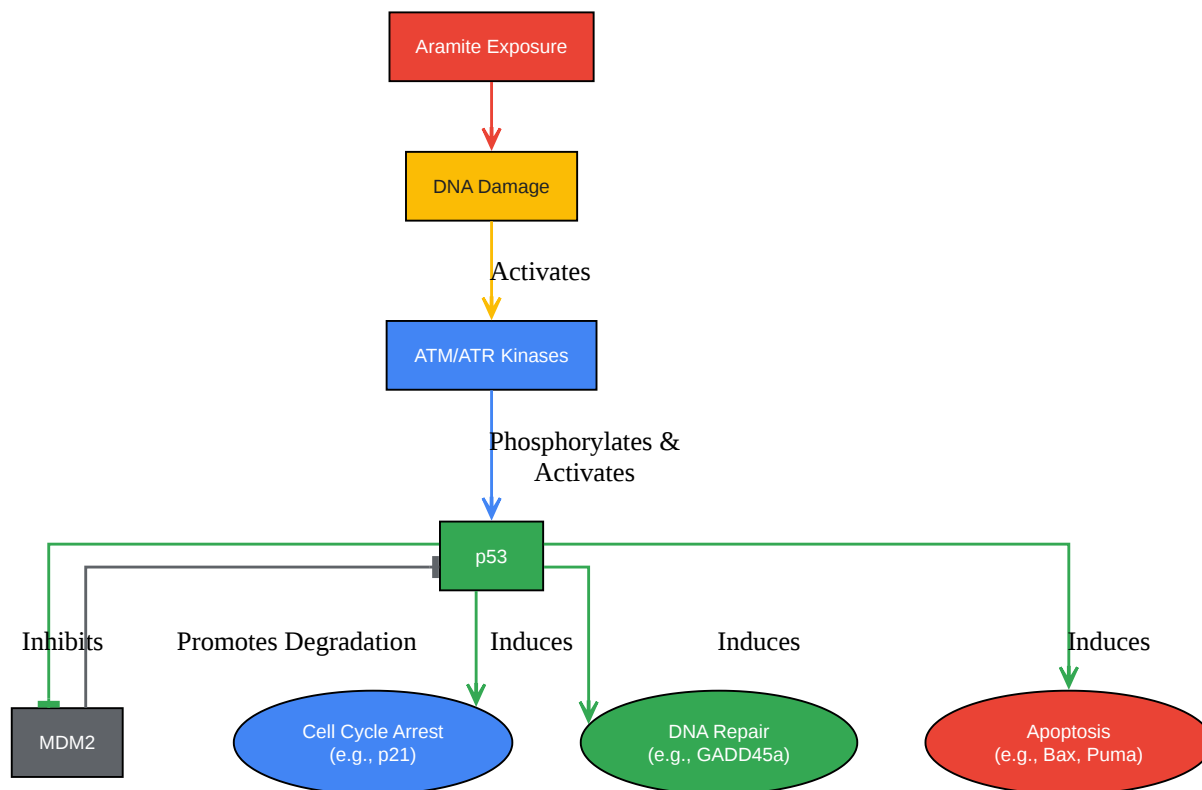 Aramite Exposure
DNA Damage
Activates
ATM/ATR Kinases
Phosphorylates &
Activates
p53
Inhibits
Promotes Degradation
Induces
Induces
Induces
MDM2
Cell Cycle Arrest
(e.g., p21)
DNA Repair
(e.g., GADD45a)
Apoptosis
(e.g., Bax, Puma)